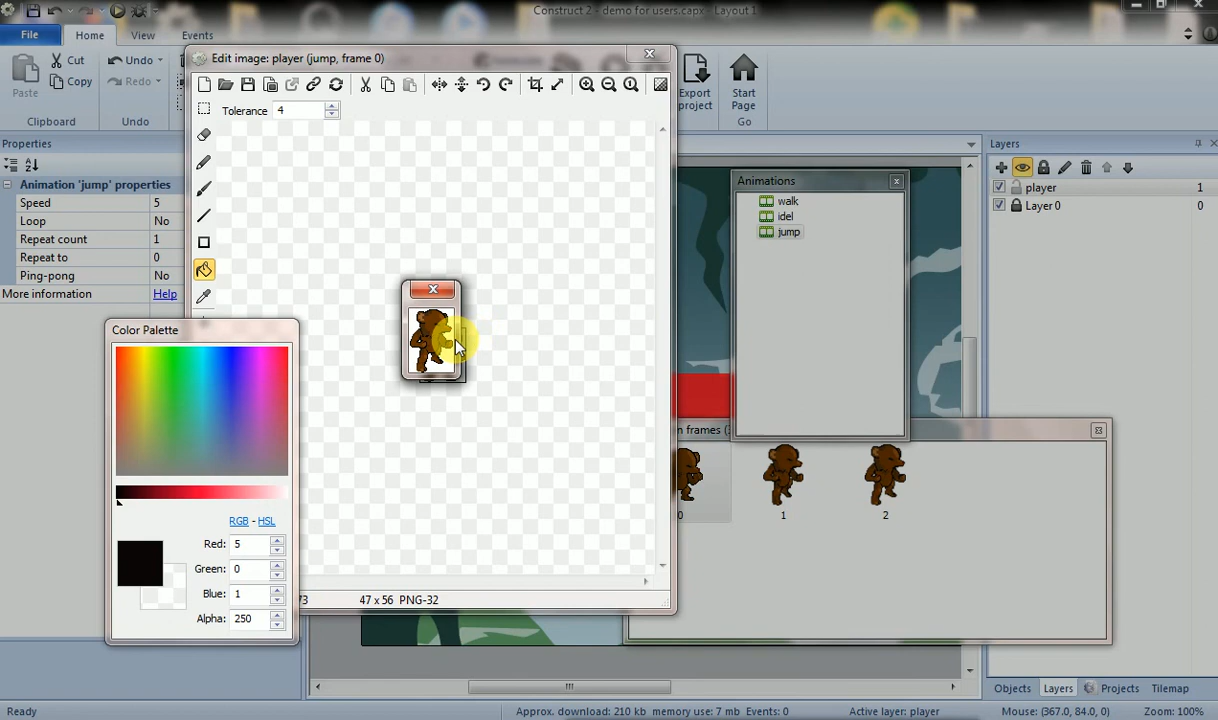 Construct 2 - demo for users.capx - Layout 1
File
Home
View
Events
Edit image: player (jump, frame 0)
Paste
Cut
Copy
Undo
Redo
Clipboard
Undo
Export
project
Start
Page
Go
Tolerance 4
Properties
Animation 'jump' properties
Speed 5
Loop No
Repeat count 1
Repeat to 0
Ping-pong No
More information Help
Layers
player 1
Layer 0 0
Animations
walk
idel
jump
Color Palette
RGB - HSL
Red: 5
Green: 0
Blue: 1
Alpha: 250
n frames (
0
1
2
73
47 x 56 PNG-32
Objects
Layers
Projects
Tilemap
Ready
Approx. download: 210 kb
memory use: 7 mb
Events: 0
Active layer: player
Mouse: (367.0, 84.0, 0)
Zoom: 100%